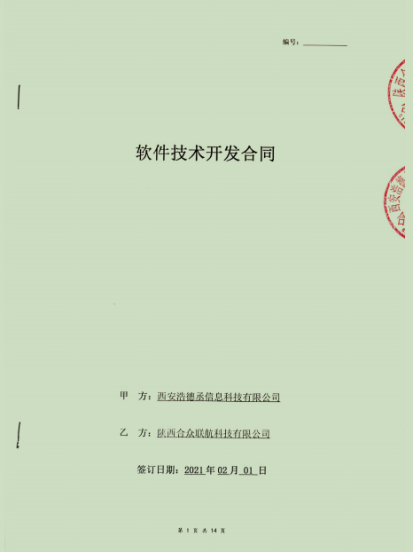 编号：
软件技术开发合同
甲 方：西安浩德丞信息科技有限公司
乙 方：陕西合众联航科技有限公司
签订日期：2021年02月01日
第 1 页 共 14 页